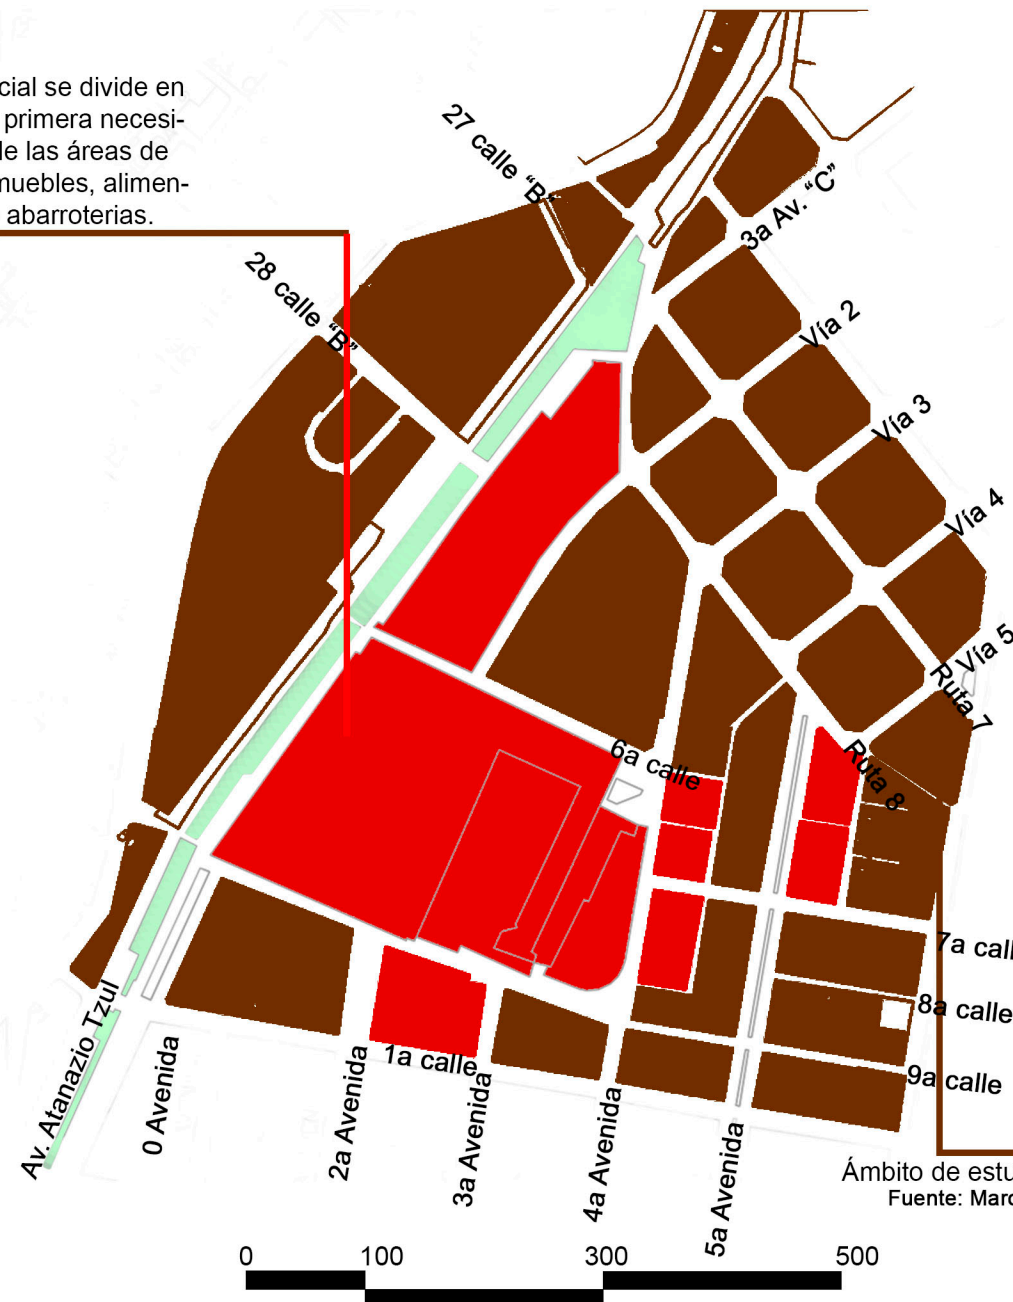 cial se divide en
primera necesi-
le las áreas de
muebles, alimen-
abarroterias.
27 calle “B”
28 calle “B”
3a Av. “C”
Vía 2
Vía 3
Vía 4
Vía 5
Ruta 7
Ruta 8
6a calle
7a call
8a calle
9a calle
1a calle
Av. Atanazio Tzul
0 Avenida
2a Avenida
3a Avenida
4a Avenida
5a Avenida
Ámbito de estu
Fuente: Marc
0 100 300 500